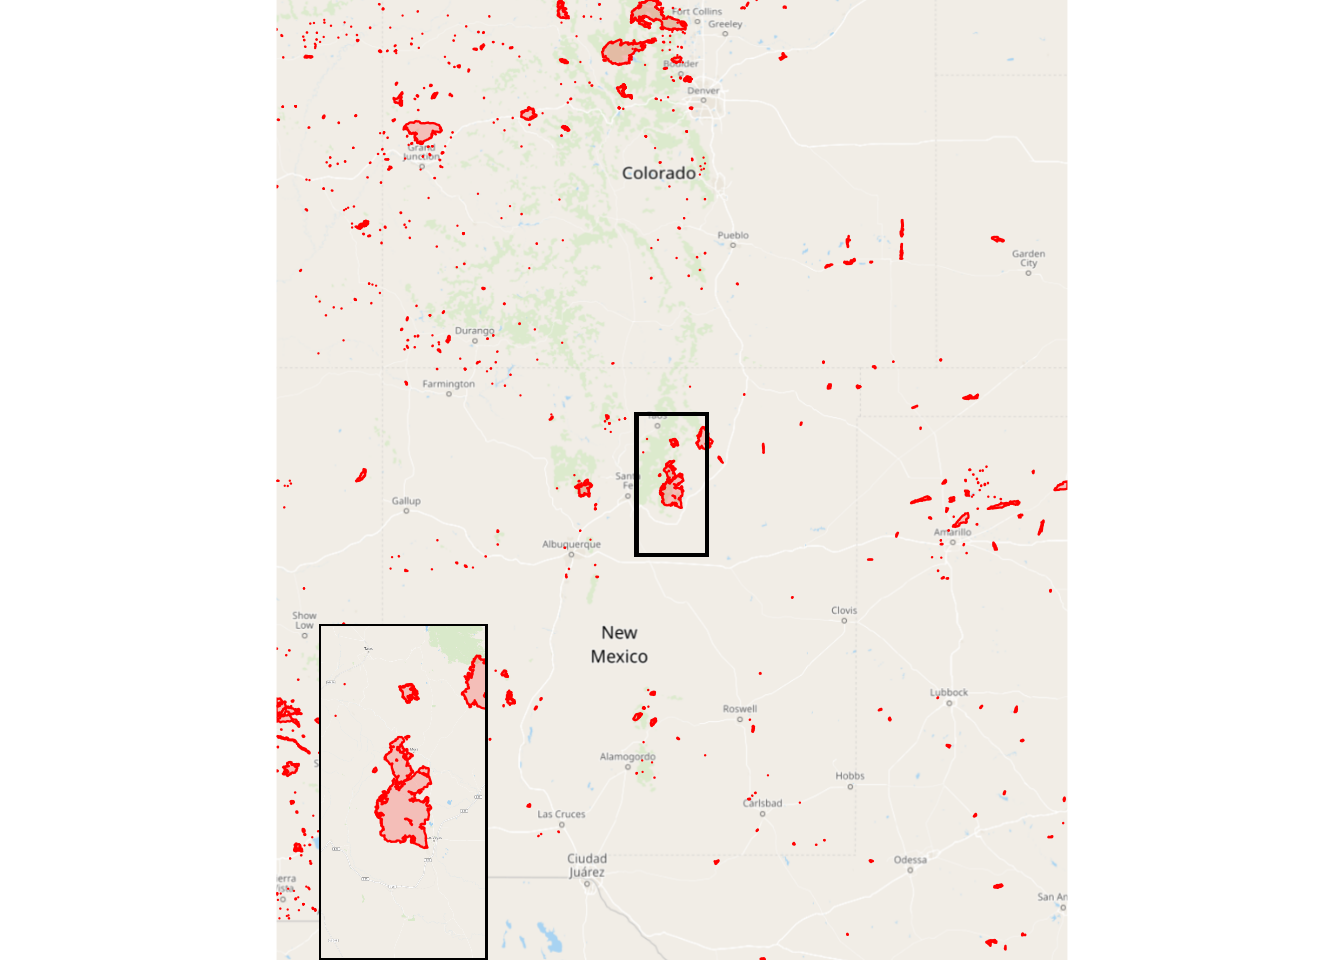 Fort Collins
Greeley
Boulder
Denver
Grand
Junction
Colorado
Pueblo
Garden
City
Durango
Farmington
Taos
Santa
Fe
Gallup
Albuquerque
Amarillo
Show
Low
Clovis
New
Mexico
Lubbock
Roswell
Alamogordo
Hobbs
Carlsbad
Las Cruces
Ciudad
Juárez
Odessa
San An